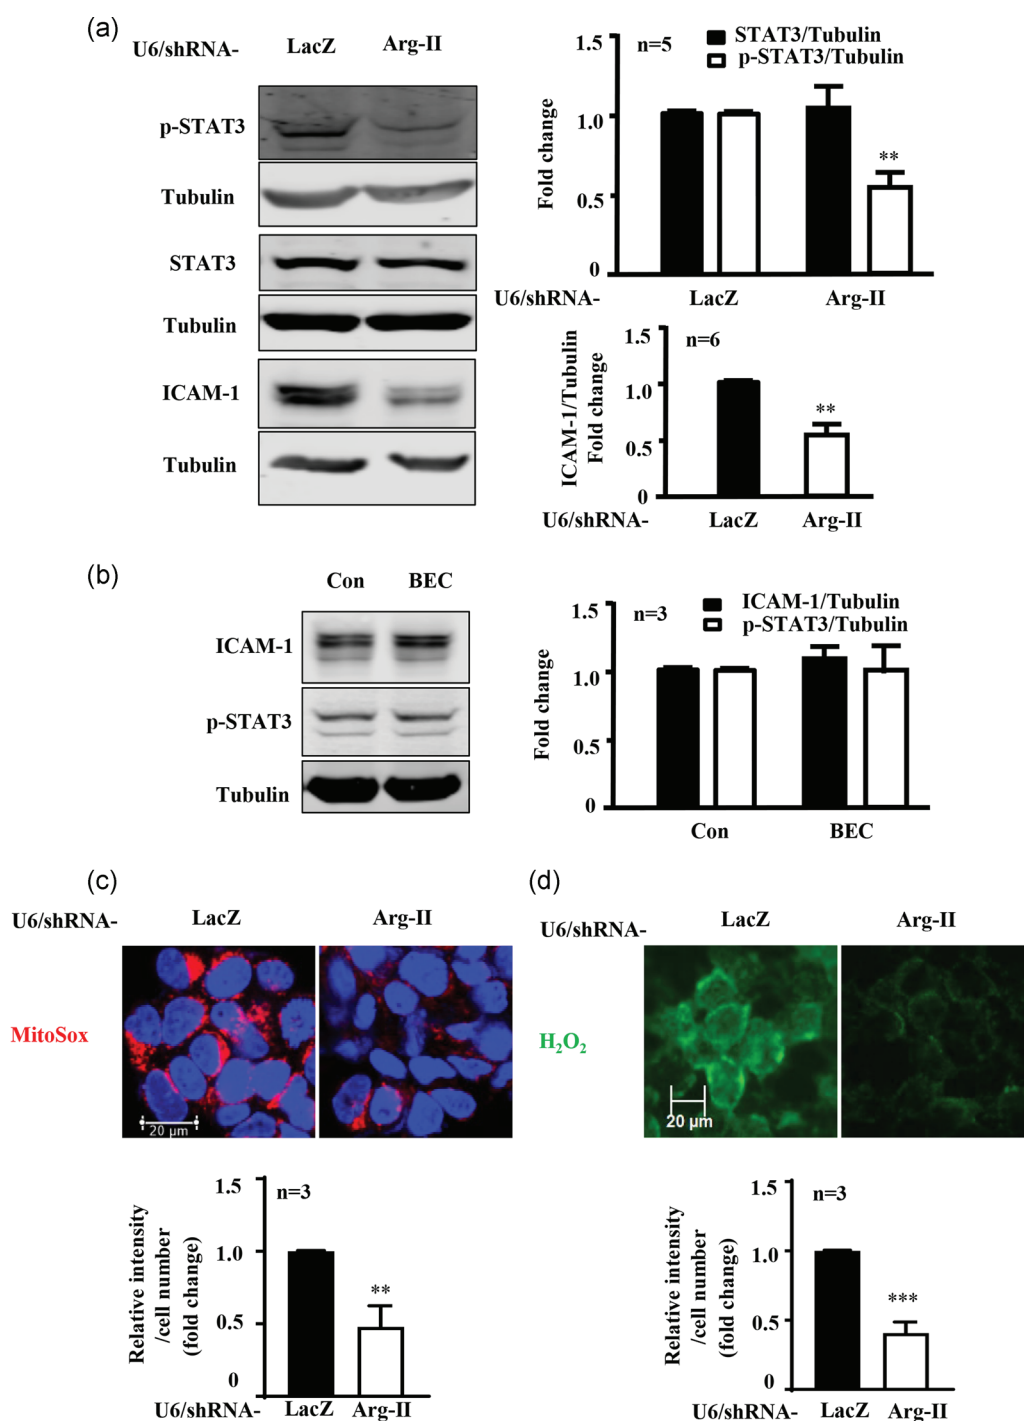 (a)
U6/shRNA- LacZ Arg-II
p-STAT3
Tubulin
STAT3
Tubulin
ICAM-1
Tubulin
1.5
1.0
0.5
0
Fold change
n=5
STAT3/Tubulin
p-STAT3/Tubulin
**
U6/shRNA- LacZ Arg-II
1.5
1.0
0.5
0
ICAM-1/Tubulin
Fold change
n=6
**
U6/shRNA- LacZ Arg-II
(b)
Con BEC
ICAM-1
p-STAT3
Tubulin
1.5
1.0
0.5
0
Fold change
n=3
ICAM-1/Tubulin
p-STAT3/Tubulin
Con BEC
(c)
U6/shRNA- LacZ Arg-II
MitoSox
20 µm
1.5
1.0
0.5
0
Relative intensity
/cell number
(fold change)
n=3
**
U6/shRNA- LacZ Arg-II
(d)
U6/shRNA- LacZ Arg-II
H₂O₂
20 µm
1.5
1.0
0.5
0
Relative intensity
/cell number
(fold change)
n=3
***
U6/shRNA- LacZ Arg-II